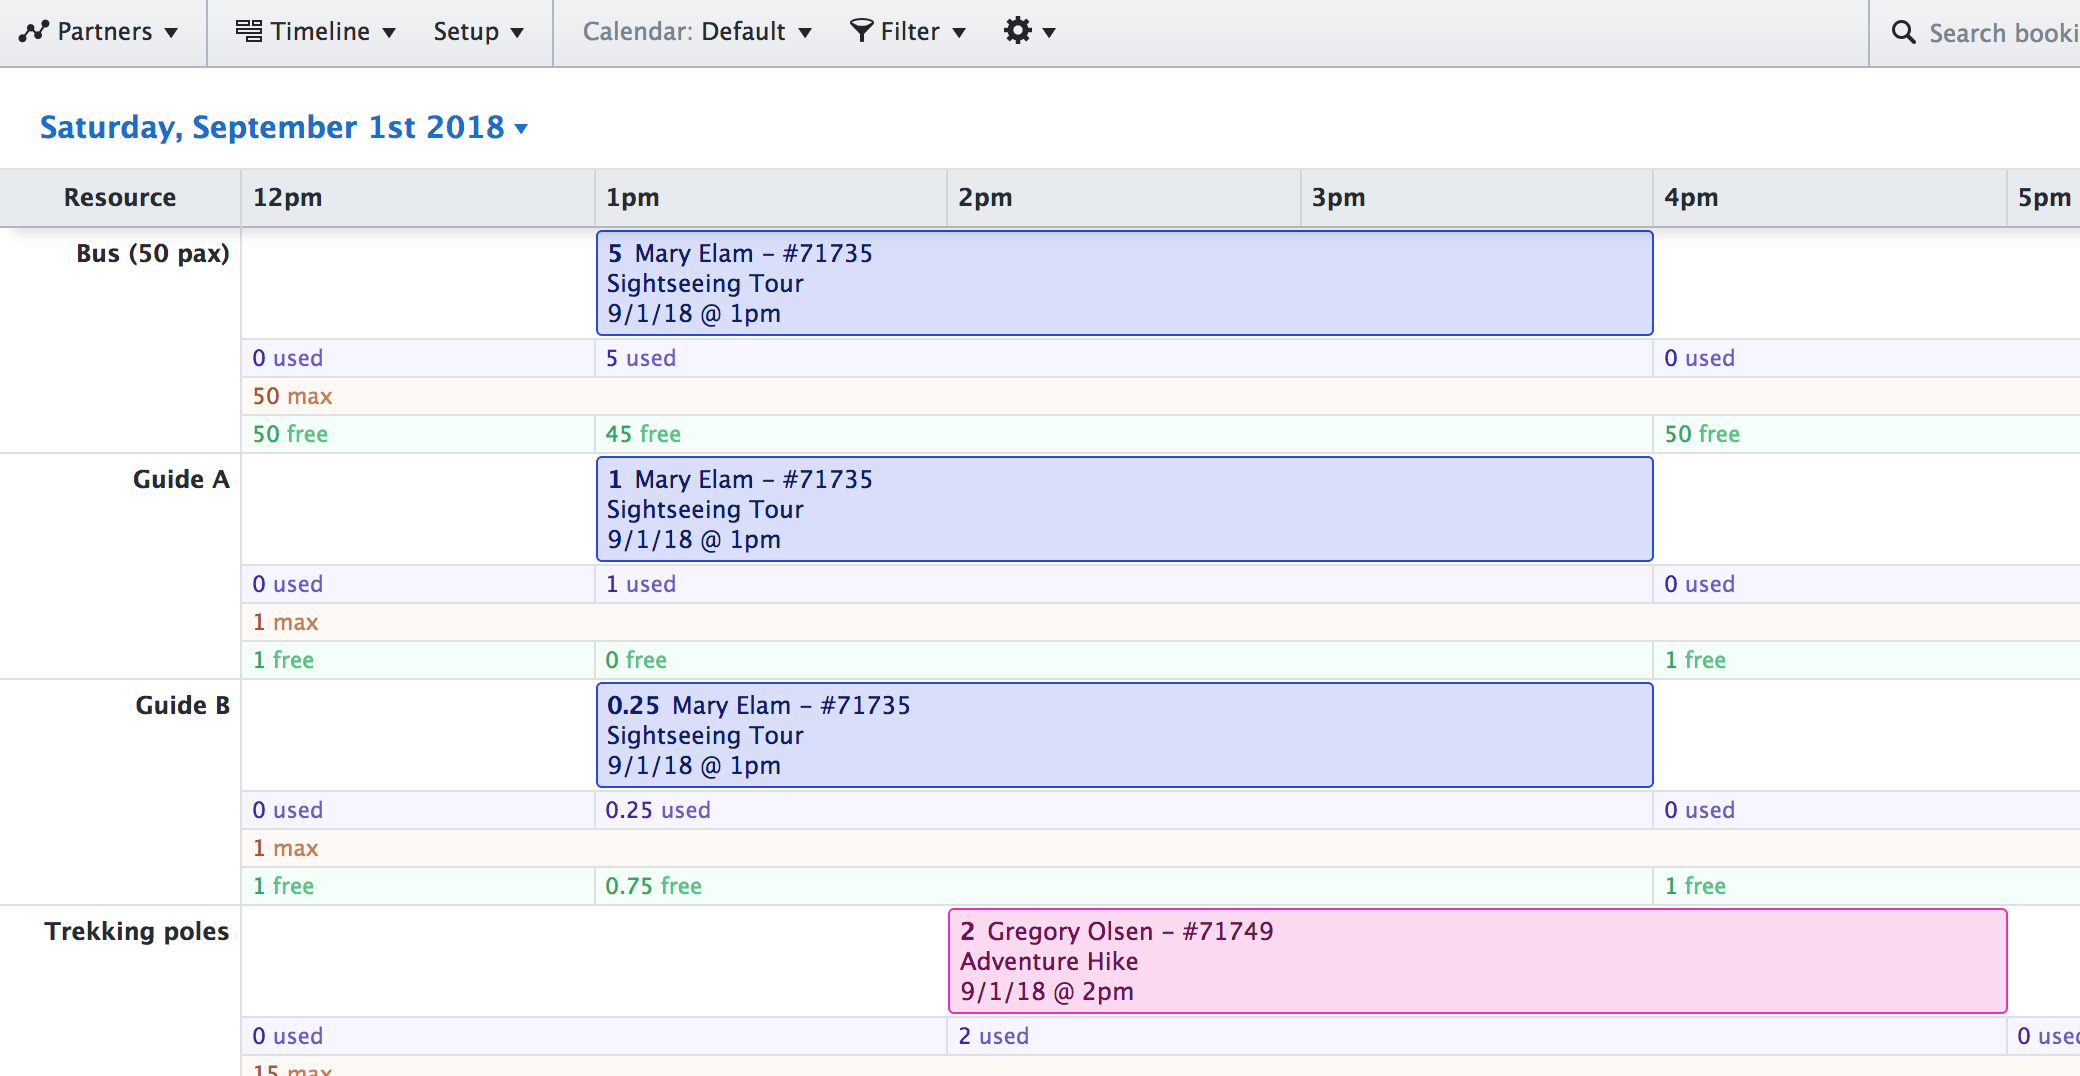 Partners Timeline Setup Calendar: Default Filter Search
Saturday, September 1st 2018
Resource 12pm 1pm 2pm 3pm 4pm 5pm
Bus (50 pax) 5 Mary Elam – #71735
Sightseeing Tour
9/1/18 @ 1pm
0 used 5 used 0 used
50 max
50 free 45 free 50 free
Guide A 1 Mary Elam – #71735
Sightseeing Tour
9/1/18 @ 1pm
0 used 1 used 0 used
1 max
1 free 0 free 1 free
Guide B 0.25 Mary Elam – #71735
Sightseeing Tour
9/1/18 @ 1pm
0 used 0.25 used 0 used
1 max
1 free 0.75 free 1 free
Trekking poles 2 Gregory Olsen – #71749
Adventure Hike
9/1/18 @ 2pm
0 used 2 used 0
15 max